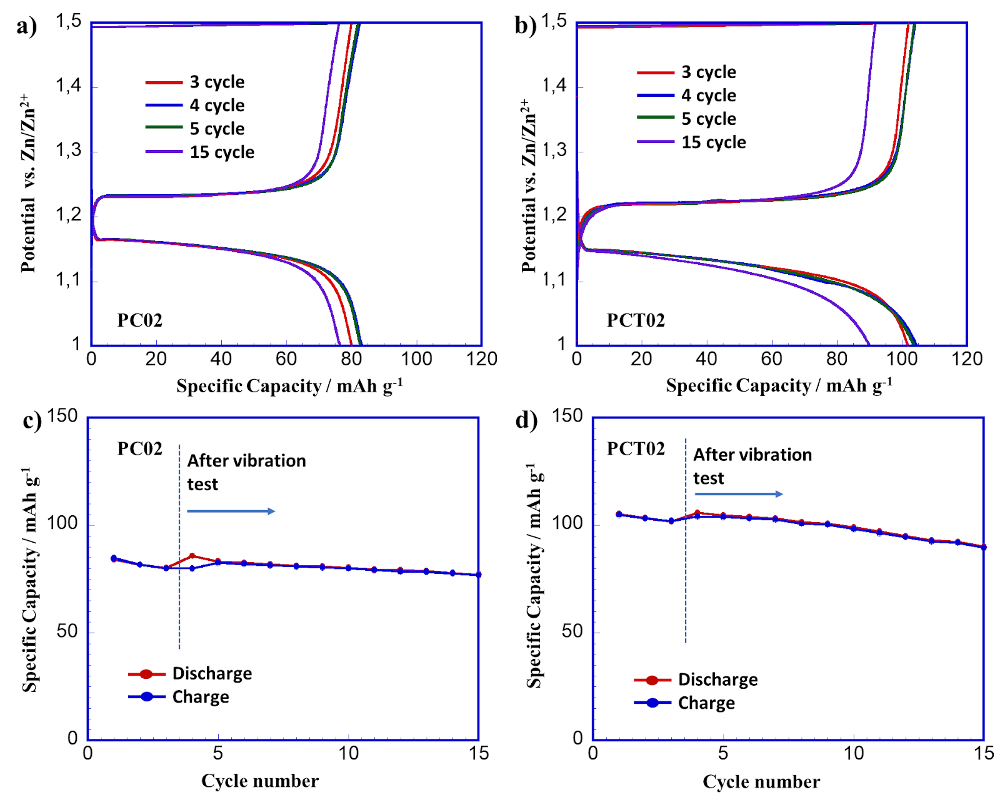 a)
1,5
1,4
1,3
1,2
1,1
1
Potential vs. Zn/Zn2+
3 cycle
4 cycle
5 cycle
15 cycle
PC02
0 20 40 60 80 100 120
Specific Capacity / mAh g-1
b)
1,5
1,4
1,3
1,2
1,1
1
Potential vs. Zn/Zn2+
3 cycle
4 cycle
5 cycle
15 cycle
PCT02
0 20 40 60 80 100 120
Specific Capacity / mAh g-1
c)
150
100
50
0
Specific Capacity / mAh g-1
PC02
After vibration
test
Discharge
Charge
0 5 10 15
Cycle number
d)
150
100
50
0
Specific Capacity / mAh g-1
PCT02
After vibration
test
Discharge
Charge
0 5 10 15
Cycle number